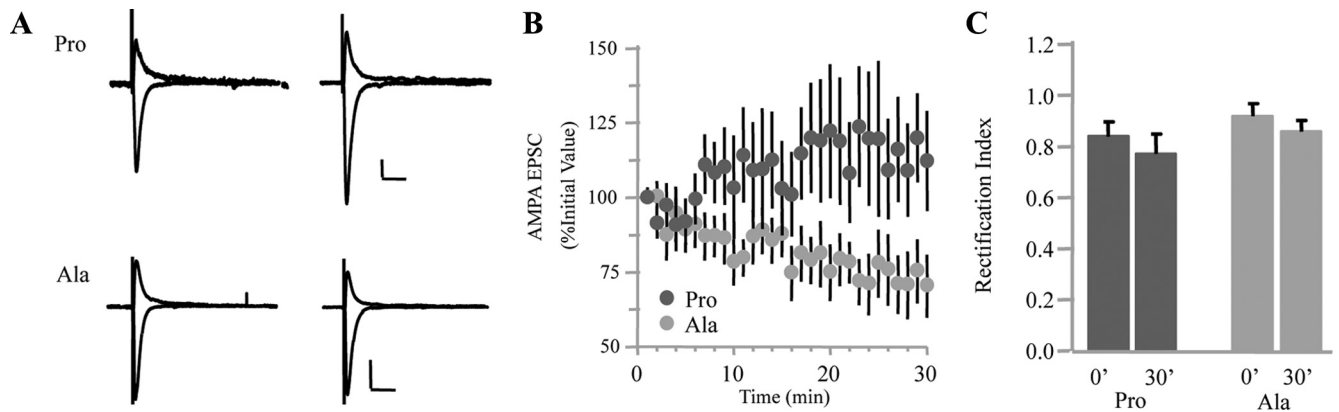 A
Pro
Ala
B
AMPA EPSC
(%Initial Value)
150
125
100
75
50
Pro
Ala
0
10
20
30
Time (min)
C
Rectification Index
1.2
1.0
0.8
0.6
0.4
0.2
0.0
0’ 30’ 0’ 30’
Pro Ala